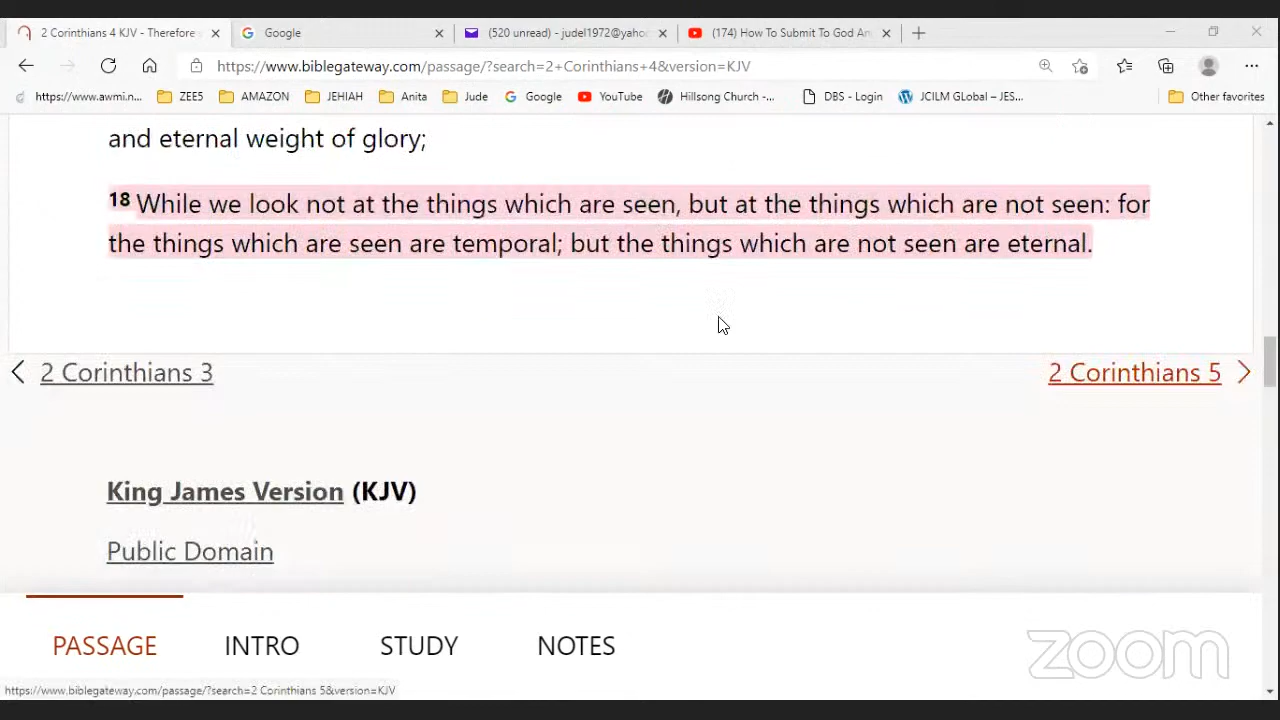 2 Corinthians 4 KJV - Therefore
Google
(520 unread) - judel1972@yaho
(174) How To Submit To God An
https://www.biblegateway.com/passage/?search=2+Corinthians+4&version=KJV
https://www.awmi.n... ZEE5 AMAZON JEHIAH Anita Jude Google YouTube Hillsong Church -... DBS - Login JCILM GLobal – JES... Other favorites
and eternal weight of glory;
18 While we look not at the things which are seen, but at the things which are not seen: for
the things which are seen are temporal; but the things which are not seen are eternal.
2 Corinthians 3
2 Corinthians 5
King James Version (KJV)
Public Domain
PASSAGE INTRO STUDY NOTES
zoom
https://www.biblegateway.com/passage/?search=2 Corinthians 5&version=KJV